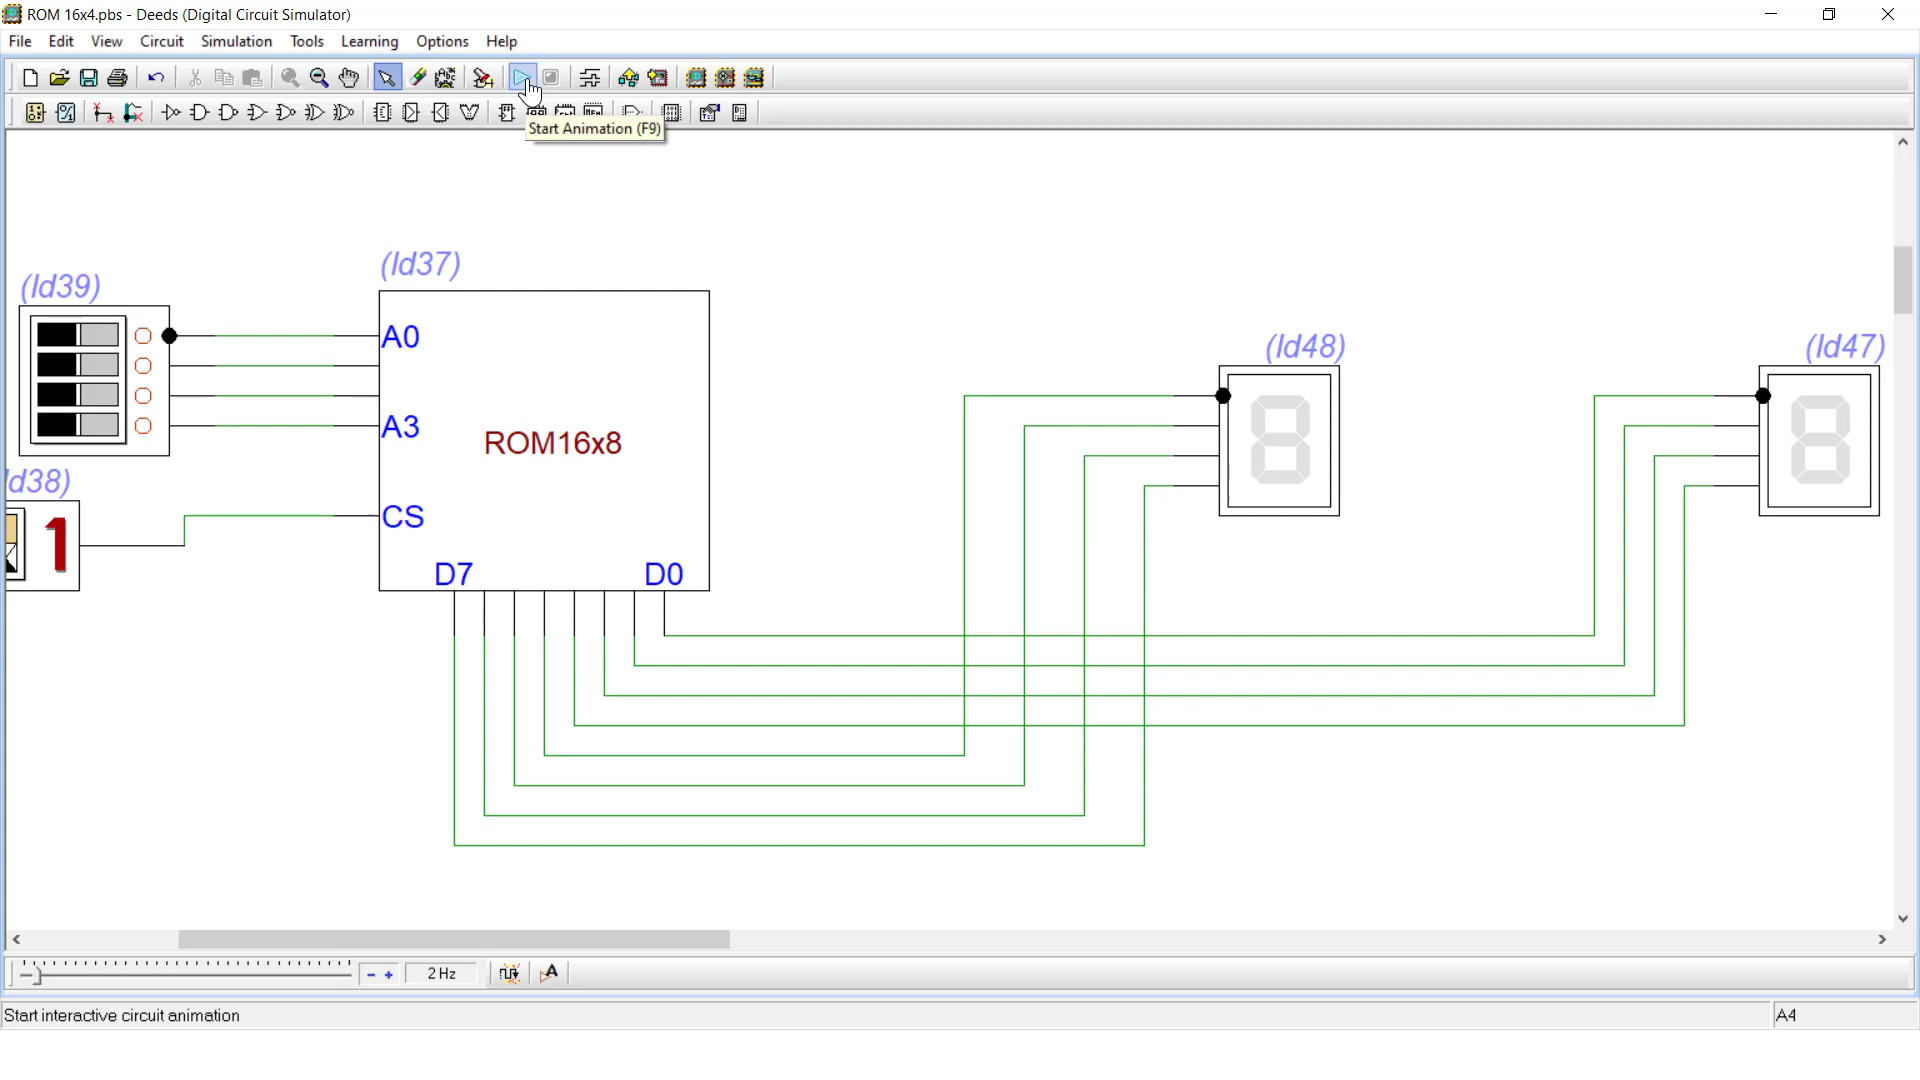 ROM 16x4.pbs - Deeds (Digital Circuit Simulator)
File Edit View Circuit Simulation Tools Learning Options Help
Start Animation (F9)
(Id37)
(Id39)
A0
(Id48)
(Id47)
A3
ROM16x8
d38)
CS
1
D7
D0
8
8
2 Hz
A
Start interactive circuit animation
A4